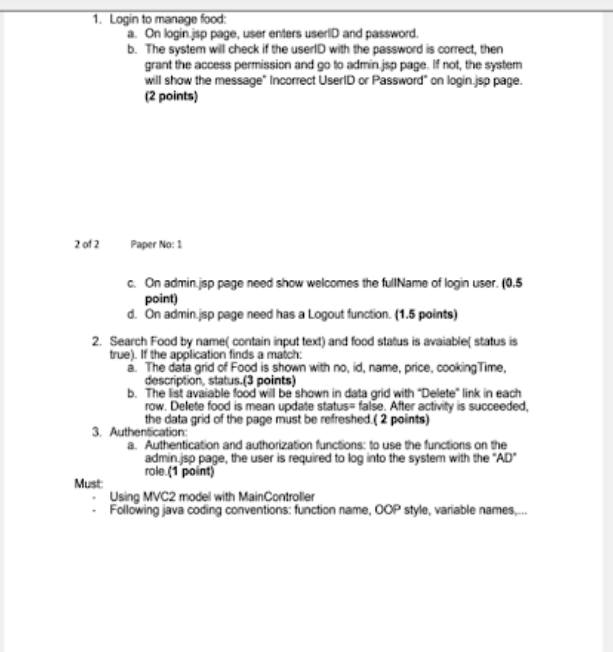 1. Login to manage food:
a. On login.jsp page, user enters userID and password.
b. The system will check if the userID with the password is correct, then
grant the access permission and go to admin.jsp page. If not, the system
will show the message" Incorrect UserID or Password" on login.jsp page.
(2 points)
2 of 2 Paper No: 1
c. On admin.jsp page need show welcomes the fullName of login user. (0.5
point)
d. On admin.jsp page need has a Logout function. (1.5 points)
2. Search Food by name( contain input text) and food status is avaiable( status is
true). If the application finds a match:
a. The data grid of Food is shown with no, id, name, price, cookingTime,
description, status.(3 points)
b. The list avaiable food will be shown in data grid with "Delete" link in each
row. Delete food is mean update status= false. After activity is succeeded,
the data grid of the page must be refreshed.( 2 points)
3. Authentication:
a. Authentication and authorization functions: to use the functions on the
admin.jsp page, the user is required to log into the system with the "AD"
role.(1 point)
Must:
- Using MVC2 model with MainController
- Following java coding conventions: function name, OOP style, variable names,...